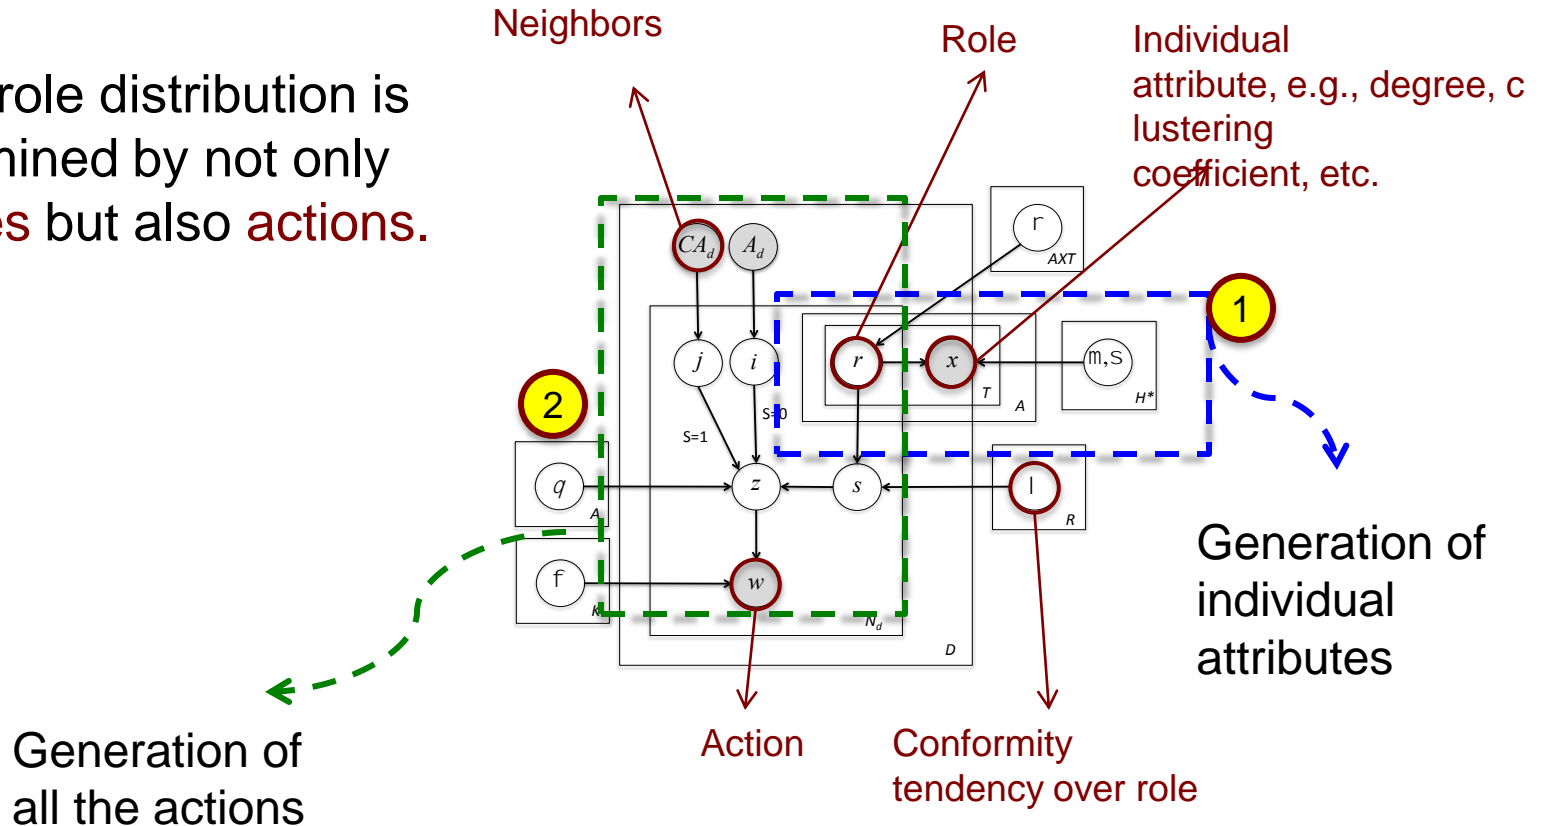 Neighbors
Role
Individual
attribute, e.g., degree, c
lustering
coefficient, etc.
role distribution is
mined by not only
es but also actions.
CA_d
A_d
r
AXT
1
j
i
r
x
m,s
T
A
H*
2
S=0
S=1
q
A
z
s
l
R
f
K
w
N_d
D
Generation of
individual
attributes
Action
Conformity
tendency over role
Generation of
all the actions